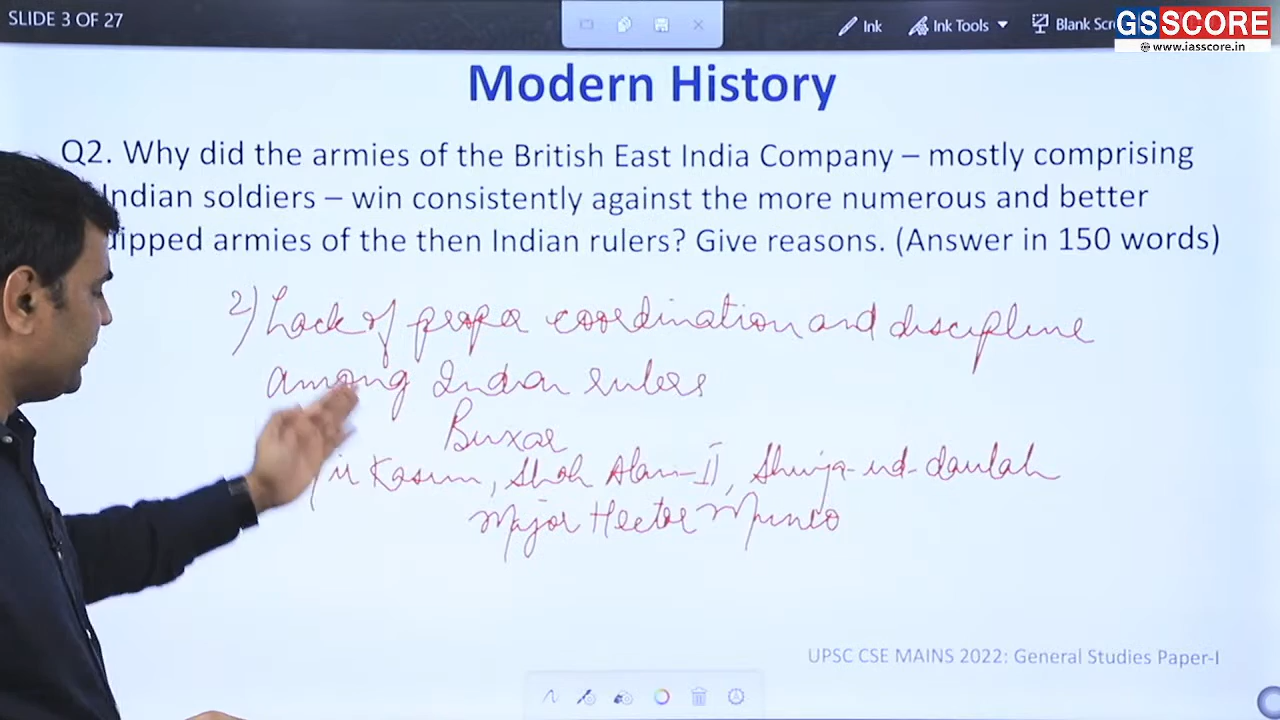 SLIDE 3 OF 27
Ink
Ink Tools
Blank Scr
GSSCORE
www.iasscore.in
Modern History
Q2. Why did the armies of the British East India Company – mostly comprising
Indian soldiers – win consistently against the more numerous and better
uipped armies of the then Indian rulers? Give reasons. (Answer in 150 words)
2) Lack of proper coordination and discipline
among Indian rulers
Buxar
Mir Kasim, Shah Alam-II, Shuja-ud-daulah
Major Hector Munro
UPSC CSE MAINS 2022: General Studies Paper-I